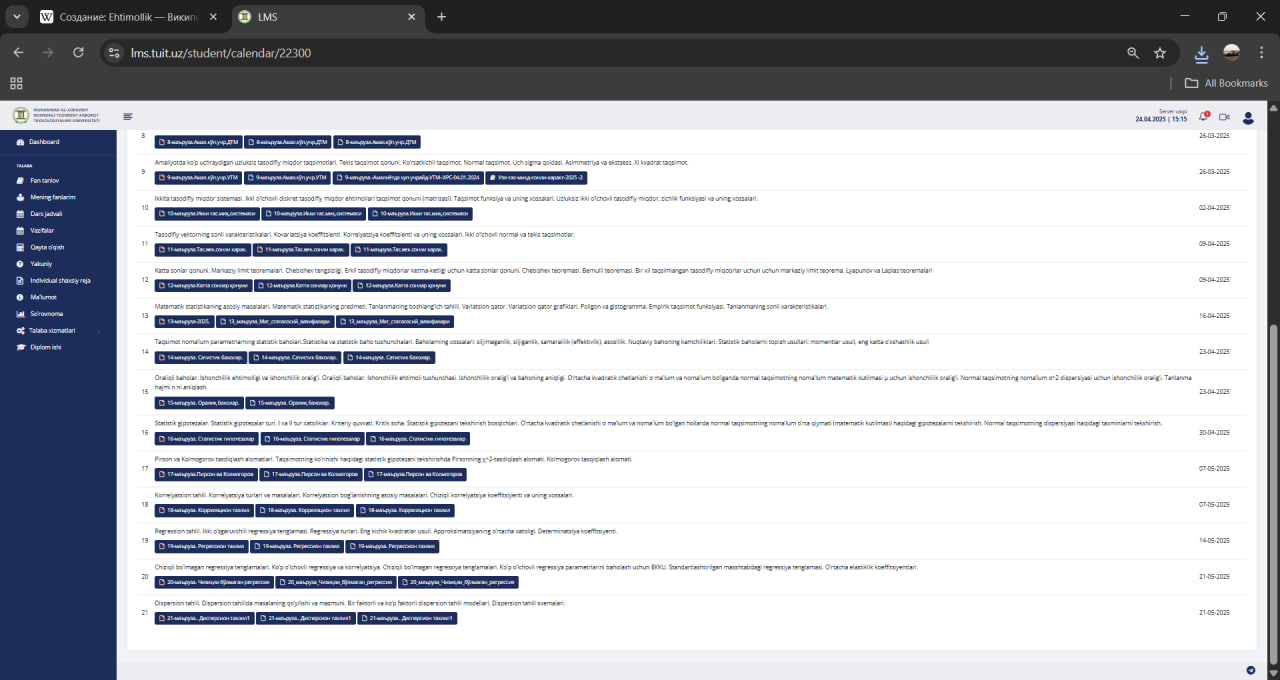 Создание: Ehtimollik — Викип
LMS
lms.tuit.uz/student/calendar/22300
All Bookmarks
MUHAMMAD AL-XORAZMIY
NOMIDAGI TOSHKENT AXBOROT
TEXNOLOGIYALARI UNIVERSITETI
Server vaqti
24.04.2025 | 15:15
Dashboard
TALABA
Fan tanlov
Mening fanlarim
Dars jadvali
Vazifalar
Qayta o'qish
Yakuniy
Individual shaxsiy reja
Ma'lumot
So'rovnoma
Talaba xizmatlari
Diplom ishi
8
8-маъруза.Амал.кўп.учр.ДТМ 8-маъруза.Амал.кўп.учр.ДТМ 8-маъруза.Амал.кўп.учр.ДТМ
26-03-2025
9
Amaliyotda ko'p uchraydigan uzluksiz tasodifiy miqdor taqsimotlari. Tekis taqsimot qonuni. Ko'rsatkichli taqsimot. Normal taqsimot. Uch sigma qoidasi. Asimmetriya va ekstsess. Xi kvadrat taqsimot.
9-маъруза.Амал.кўп.учр.УТМ 9-маъруза.Амал.кўп.учр.УТМ 9-маъруза.-Амалиётда кўп учрайд УТМ-ХРС-04.01.2024 Узл-тас-миқд-сонли-характ-2025 -2
26-03-2025
10
Ikkita tasodifiy miqdor sistemasi. Ikki o'lchovli diskret tasodifiy miqdor ehtimollari taqsimot qonuni (matritsasi). Taqsimot funksiya va uning xossalari. Uzluksiz ikki o'lchovli tasodifiy miqdor, zichlik funksiyasi va uning xossalari.
10-маъруза.Икки тас.миқ.системаси 10-маъруза.Икки тас.миқ.системаси 10-маъруза.Икки тас.миқ.системаси
02-04-2025
11
Tasodifiy vektorning sonli xarakteristikalari. Kovariatsiya koeffitsienti. Korrelyatsiya koeffitsienti va uning xossalari. Ikki o'lchovli normal va tekis taqsimotlar.
11-маъруза.Тас.век.сонли харак. 11-маъруза.Тас.век.сонли харак. 11-маъруза.Тас.век.сонли харак.
09-04-2025
12
Katta sonlar qonuni. Markaziy limit teoremalari. Chebishev tengsizligi. Erkli tasodifiy miqdorlar ketma-ketligi uchun katta sonlar qonuni. Chebishev teoremasi. Bernulli teoremasi. Bir xil taqsimlangan tasodifiy miqdorlar uchun uchun markaziy limit teorema. Lyapunov va Laplas teoremalari
12-маъруза.Катта сонлар қонуни 12-маъруза.Катта сонлар қонуни 12-маъруза.Катта сонлар қонуни
09-04-2025
13
Matematik statistikaning asosiy masalalari. Matematik statistikaning predmeti. Tanlanmaning boshlang'ich tahlili. Variatsion qator. Variatsion qator grafiklari. Poligon va gistogramma. Empirik taqsimot funksiyasi. Tanlanmaning sonli xarakteristikalari.
13-маъруза-2025. 13_маъруза_Мат_статасосий_вазифалари 13_маъруза_Мат_статасосий_вазифалари
16-04-2025
14
Taqsimot noma'lum parametrlarning statistik baholari.Statistika va statistik baho tushunchalari. Baholarning xossalari: siljimaganlik, siljiganlik, samaralilik (effektivlik), asoslilik. Nuqtaviy bahoning kamchiliklari. Statistik baholarni topish usullari: momentlar usuli, eng katta o'xshashlik usuli
14-маъруза. Сатистик баҳолар. 14-маъруза. Сатистик баҳолар. 14-маъруза. Сатистик баҳолар.
23-04-2025
15
Oraliqli baholar. Ishonchlilik ehtimolligi va ishonchlilik oralig'i. Oraliqli baholar. Ishonchlilik ehtimoli tushunchasi. Ishonchlilik oralig'i va bahoning aniqligi. O'rtacha kvadratik chetlanishi σ ma'lum va noma'lum bo'lganda normal taqsimotning noma'lum matematik kutilmasi μ uchun ishonchlilik oralig'i. Normal taqsimotning noma'lum σ^2 dispersiyasi uchun ishonchlilik oralig'i. Tanlanma
hajmi n ni aniqlash.
15-маъруза. Оралиқ баҳолар. 15-маъруза. Оралиқ баҳолар.
23-04-2025
16
Statistik gipotezalar. Statistik gipotezalar turi. I va II tur xatoliklar. Kriteriy quvvati. Kritik soha. Statistik gipotezani tekshirish bosqichlari. O'rtacha kvadratik chetlanishi σ ma'lum va noma'lum bo'lgan hollarda normal taqsimotning noma'lum o'rta qiymati (matematik kutilmasi) haqidagi gipotezalarni tekshirish. Normal taqsimotning dispersiyasi haqidagi taxminlarni tekshirish.
16-маъруза. Статистик гипотезалар 16-маъруза. Статистик гипотезалар 16-маъруза. Статистик гипотезалар
30-04-2025
17
Pirson va Kolmogorov tasdiqlash alomatlari. Taqsimotning ko'rinishi haqidagi statistik gipotezani tekshirishda Pirsonning χ^2-tasdiqlash alomati. Kolmogorov tasqiqlash alomati.
17-маъруза.Пирсон ва Колмогоров 17-маъруза.Пирсон ва Колмогоров 17-маъруза.Пирсон ва Колмогоров
07-05-2025
18
Korrelyatsion tahlil. Korrelyatsiya turlari va masalalari. Korrelyatsion bog'lanishning asosiy masalalari. Chiziqli korrelyatsiya koeffitsiyenti va uning xossalari.
18-маъруза. Корреляцион таҳлил 18-маъруза. Корреляцион таҳлил 18-маъруза. Корреляцион таҳлил
07-05-2025
19
Regression tahlil. Ikki o'zgaruvchili regressiya tenglamasi. Regressiya turlari. Eng kichik kvadratlar usuli. Approksimatsiyaning o'rtacha xatoligi. Determinatsiya koeffitsiyenti.
19-маъруза. Регрессион таҳлил 19-маъруза. Регрессион таҳлил 19-маъруза. Регрессион таҳлил
14-05-2025
20
Chiziqli bo'lmagan regressiya tenglamalari. Ko'p o'lchovli regressiya va korrelyatsiya. Chiziqli bo'lmagan regressiya tenglamalari. Ko'p o'lchovli regressiya parametrlarini baholash uchun EKKU. Standardlashtirilgan masshtabdagi regressiya tenglamasi. O'rtacha elastiklik koeffitsiyentlari.
20-маъруза. Чизиқли бўлмаган регрессия 20_маъруза_Чизиқли_бўлмаган_регрессия 20_маъруза_Чизиқли_бўлмаган_регрессия
21-05-2025
21
Dispersion tahlil. Dispersion tahlilda masalaning qo'yilishi va mazmuni. Bir faktorli va ko'p faktorli dispersion tahlil modellari. Dispersion tahlil sxemalari.
21-маъруза.. Дисперсион таҳлил1 21-маъруза.. Дисперсион таҳлил1 21-маъруза.. Дисперсион таҳлил1
21-05-2025